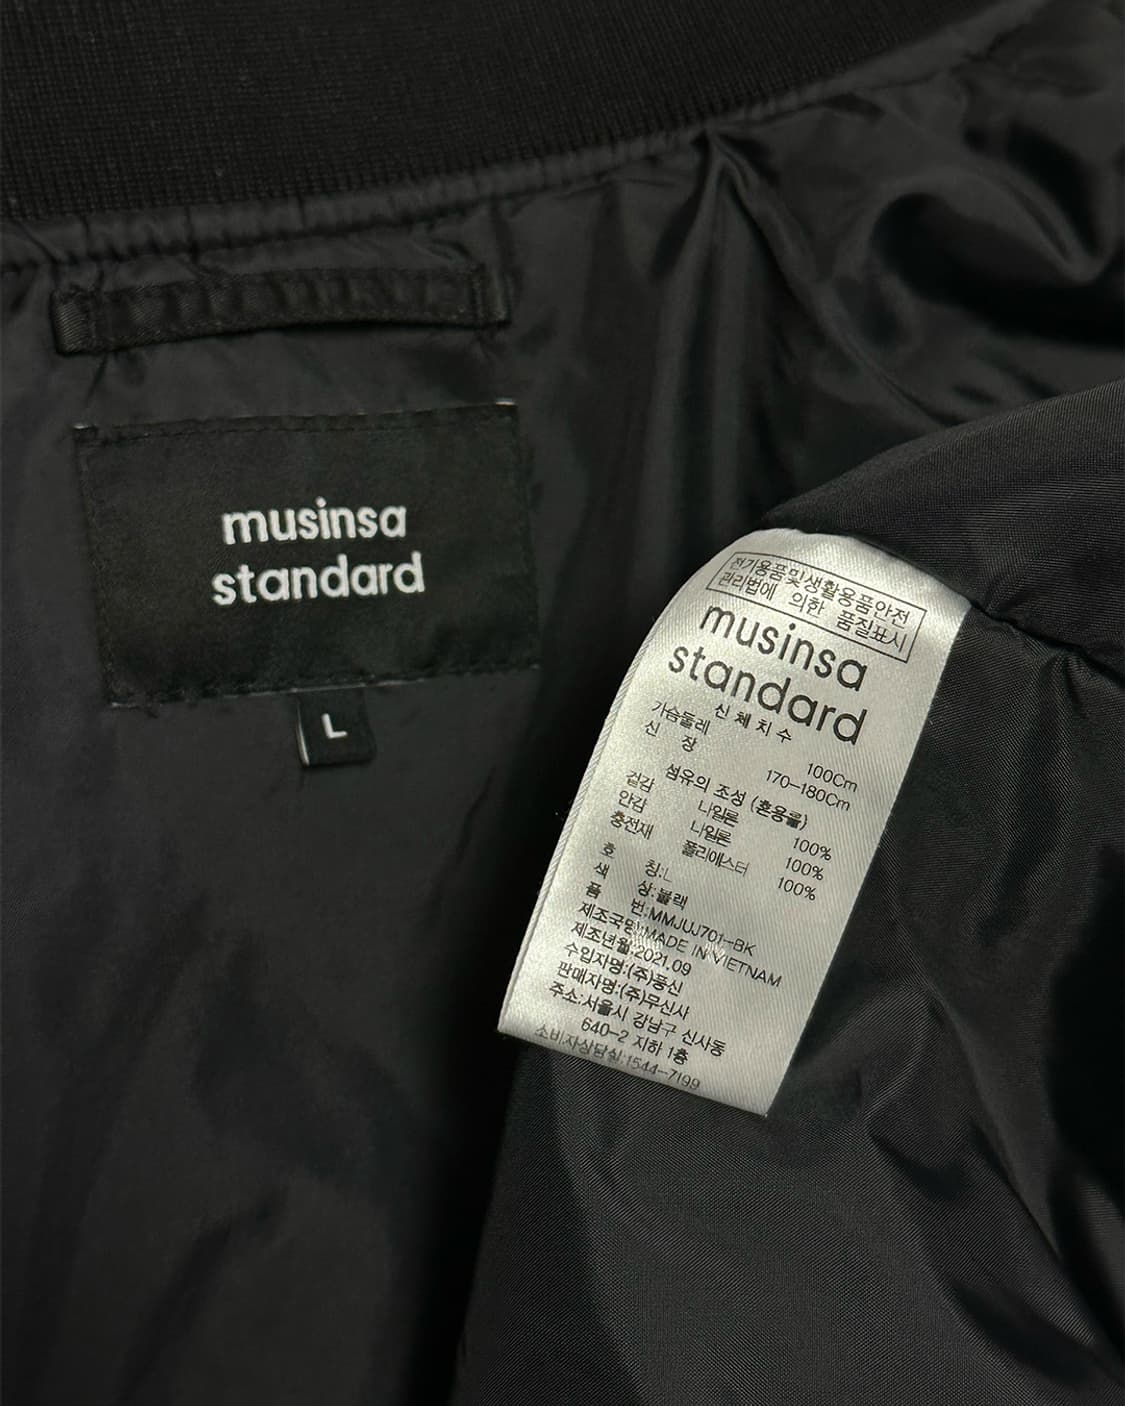 musinsa
standard
L
전기용품및생활용품안전
관리법에 의한 품질표시
musinsa
standard
신체치수
가슴둘레 100Cm
신 장 170-180Cm
섬유의 조성 (혼용률)
겉감 나일론 100%
안감 나일론 100%
충전재 폴리에스터 100%
호 칭:L
색 상:블랙
품 번:MMJUJ701-BK
제조국명:MADE IN VIETNAM
제조년월:2021.09
수입자명:(주)풍신
판매자명:(주)무신사
주소:서울시 강남구 신사동
640-2 지하 1층
소비자상담실:1544-7199